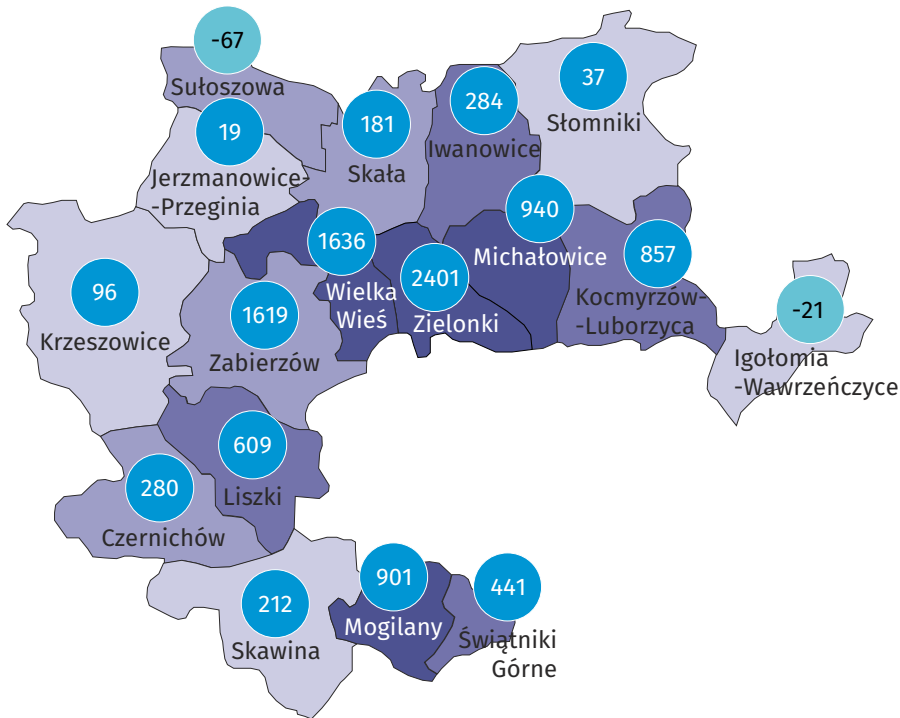 -67
Sułoszowa
19
Jerzmanowice-
-Przeginia
181
Skała
284
Iwanowice
37
Słomniki
940
Michałowice
857
Kocmyrzów-
-Luborzyca
1636
Wielka
Wieś
2401
Zielonki
96
Krzeszowice
1619
Zabierzów
-21
Igołomia
-Wawrzeńczyce
609
Liszki
280
Czernichów
212
Skawina
901
Mogilany
441
Świątniki
Górne